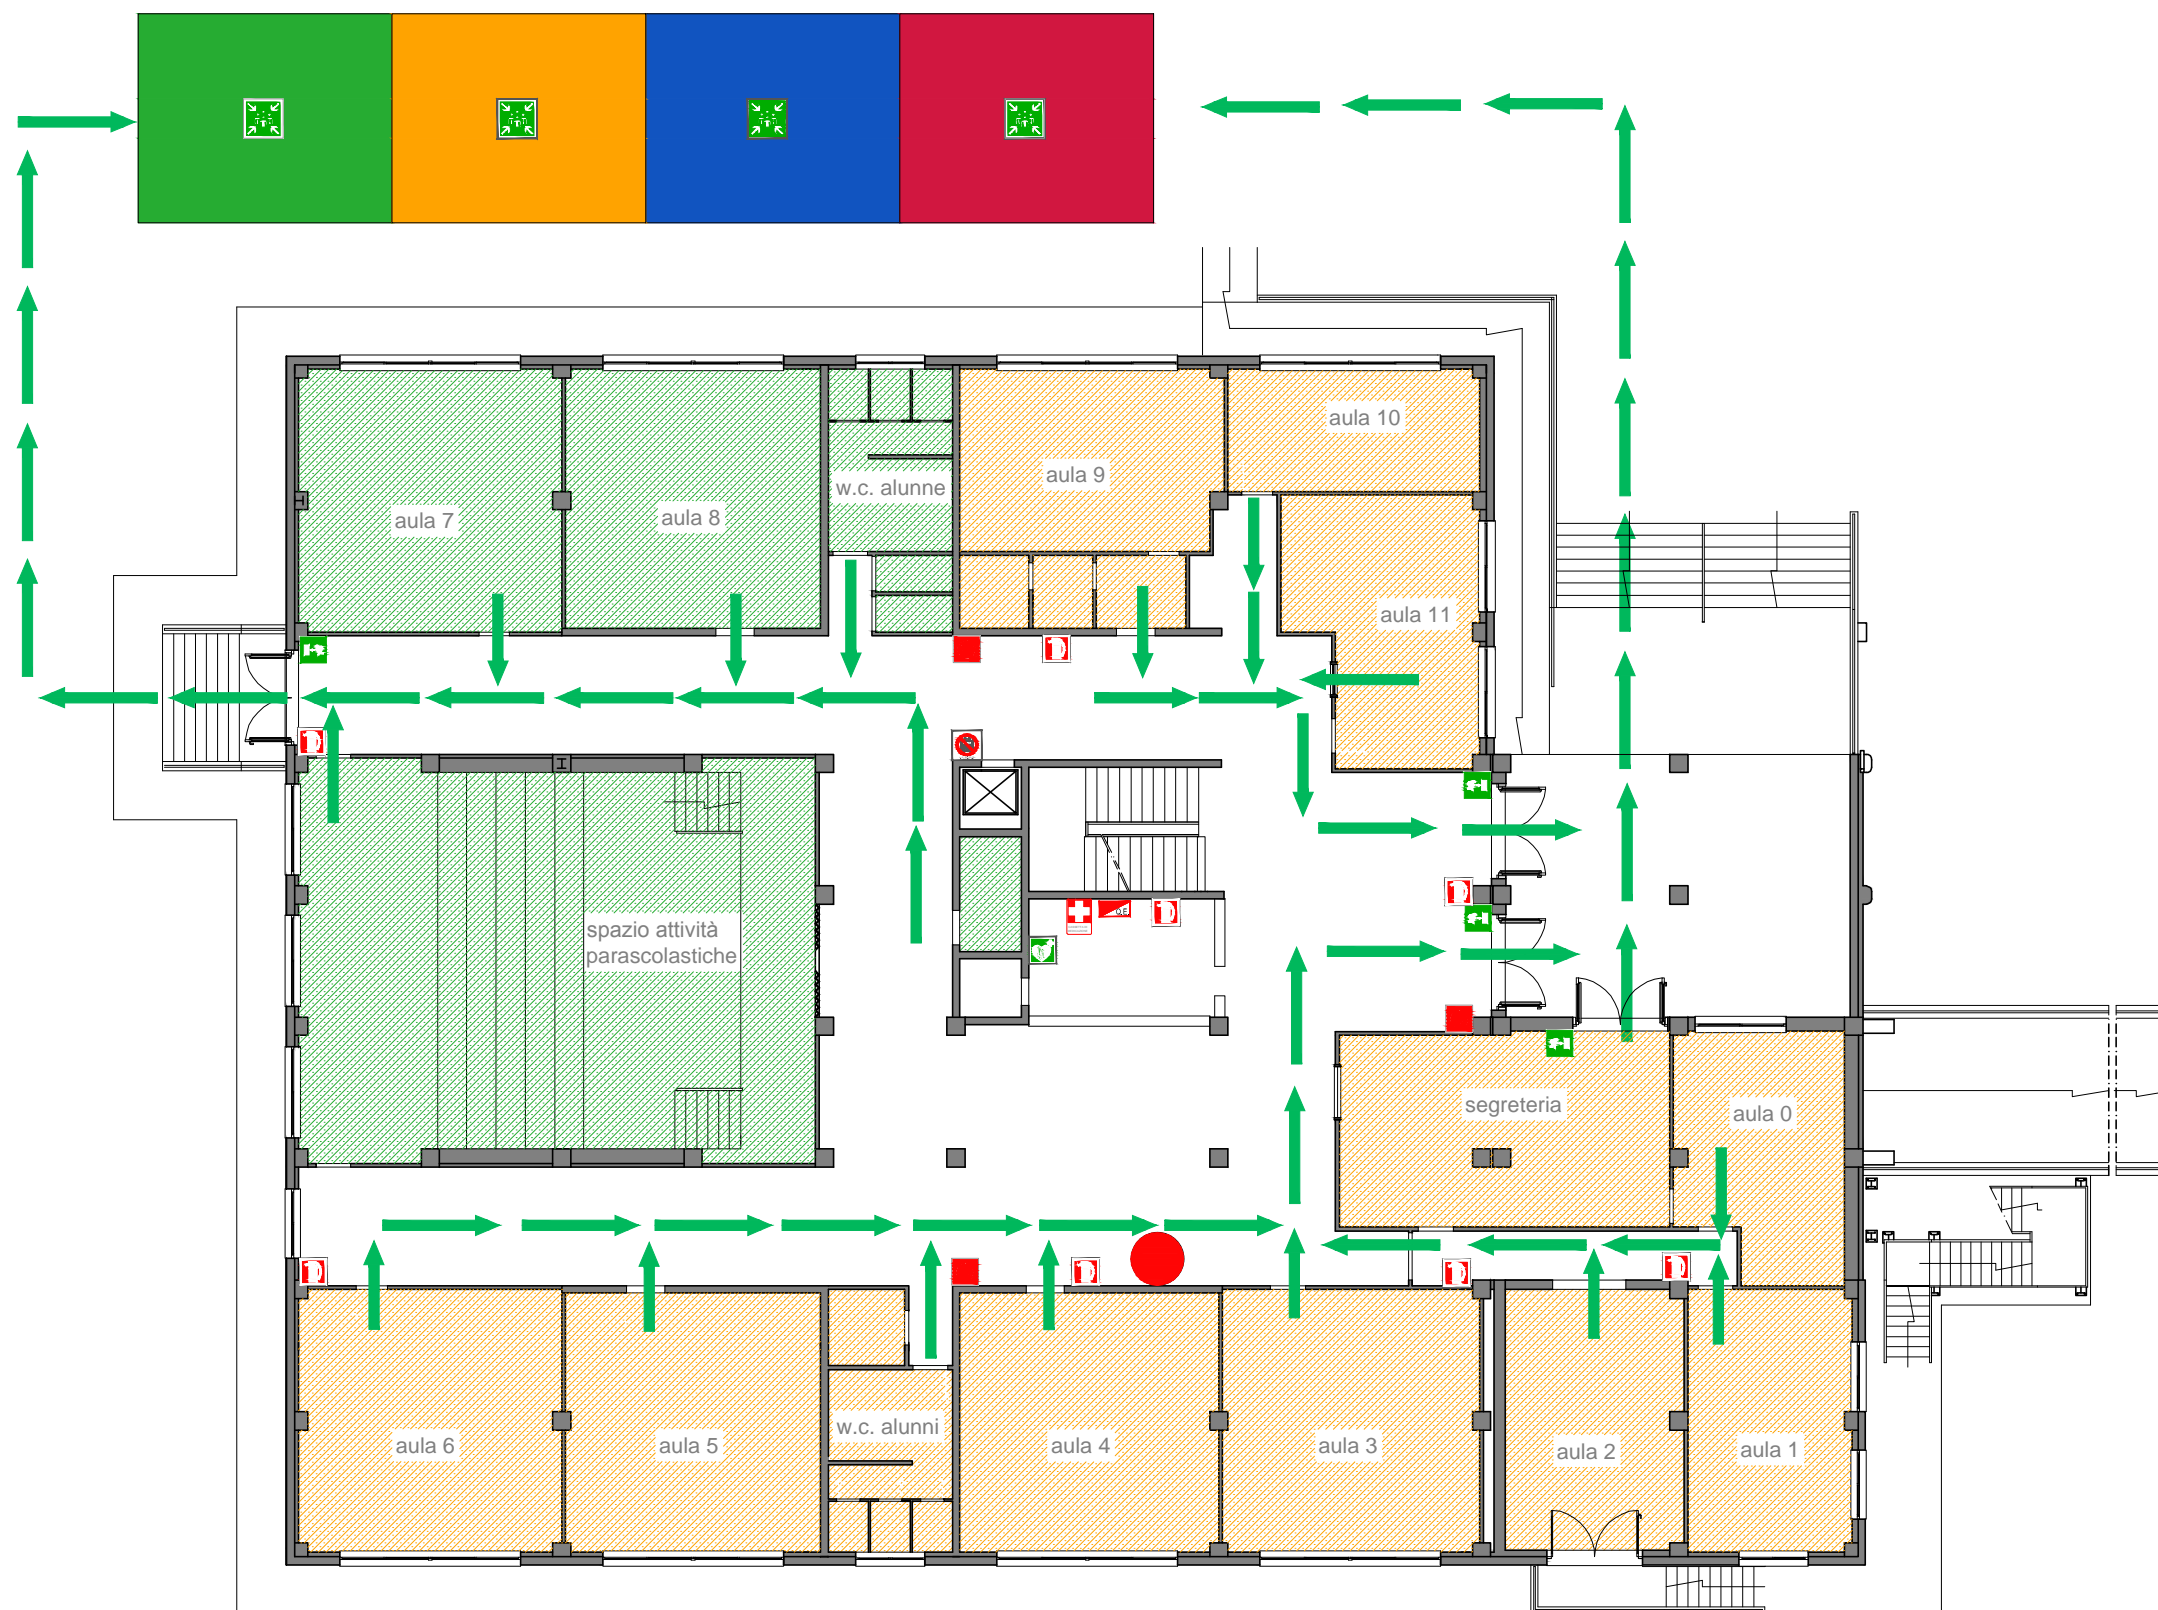 aula 10
aula 9
w.c. alunne
aula 7
aula 8
aula 11
Q.E.
spazio attività
parascolastiche
segreteria
aula 0
w.c. alunni
aula 6
aula 5
aula 4
aula 3
aula 2
aula 1